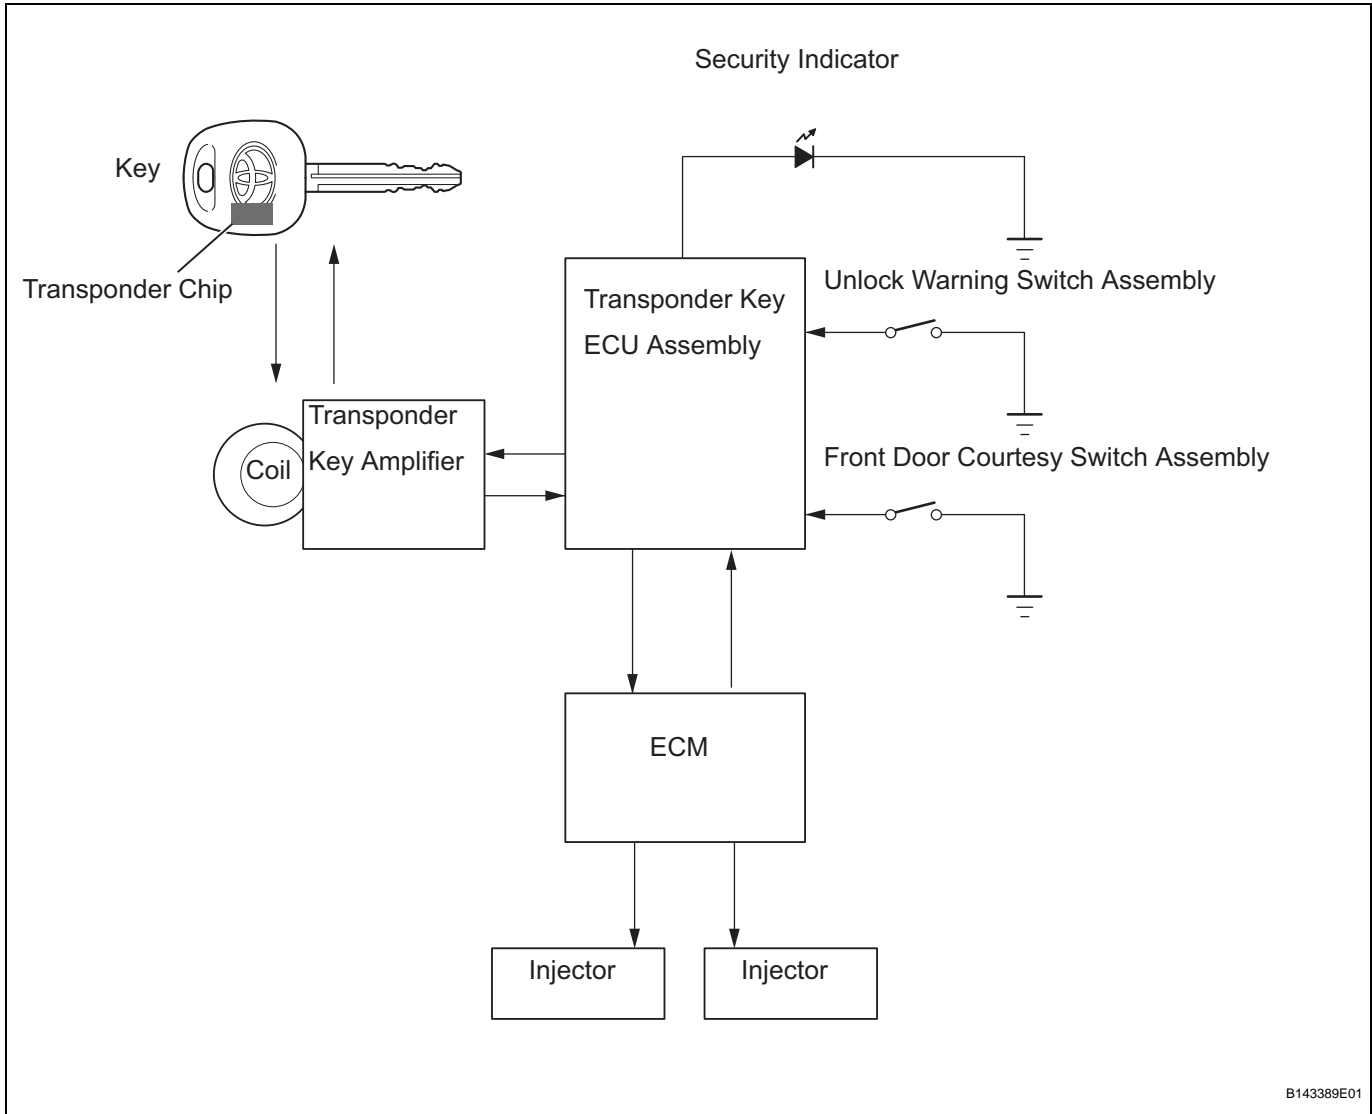 Security Indicator
Key
Transponder Chip
Transponder Key
ECU Assembly
Unlock Warning Switch Assembly
Transponder
Key Amplifier
Coil
Front Door Courtesy Switch Assembly
ECM
Injector
Injector
B143389E01